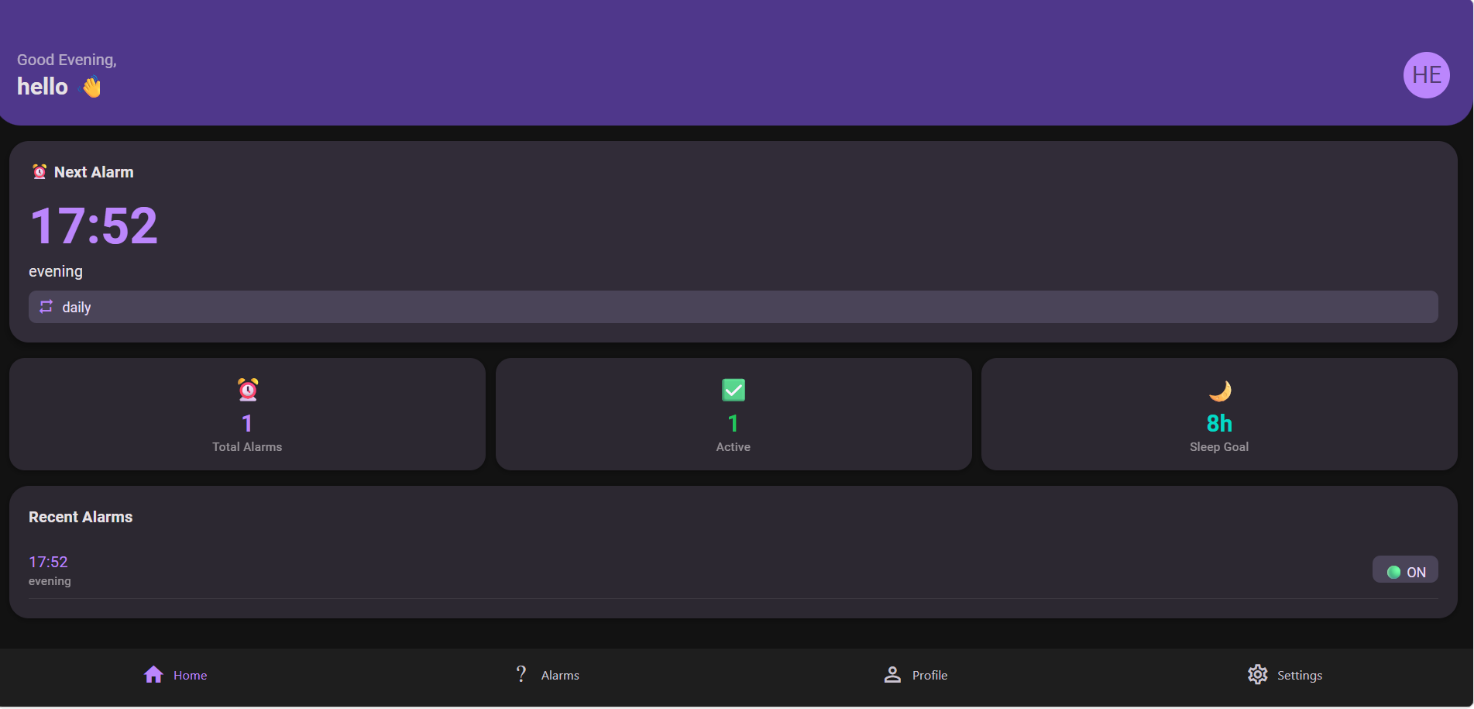 Good Evening,
hello 👋
HE
⏰ Next Alarm
17:52
evening
daily
1
Total Alarms
1
Active
8h
Sleep Goal
Recent Alarms
17:52
evening
ON
Home
? Alarms
Profile
Settings